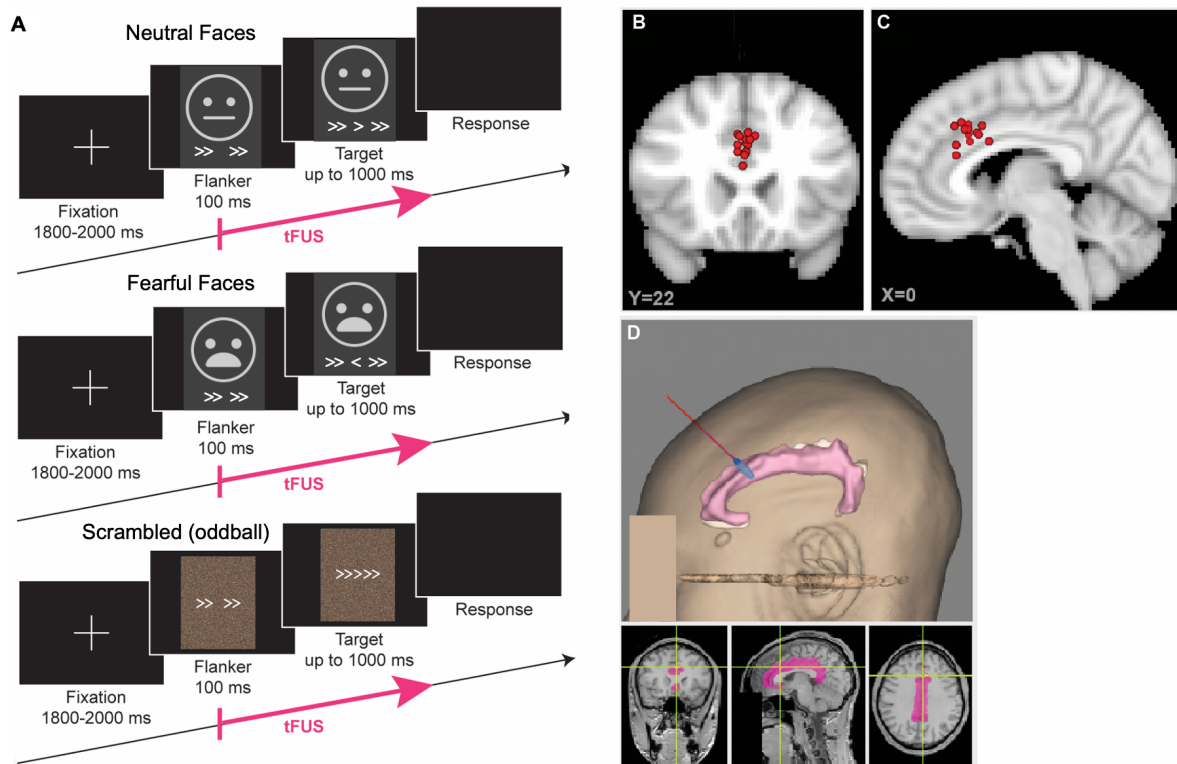 A
Neutral Faces
>> >>
>> > >>
Fixation
1800-2000 ms
Flanker
100 ms
Target
up to 1000 ms
Response
tFUS
Fearful Faces
>> >>
>> < >>
Fixation
1800-2000 ms
Flanker
100 ms
Target
up to 1000 ms
Response
tFUS
Scrambled (oddball)
>> >>
>>>>>
Fixation
1800-2000 ms
Flanker
100 ms
Target
up to 1000 ms
Response
tFUS
B
Y=22
C
X=0
D